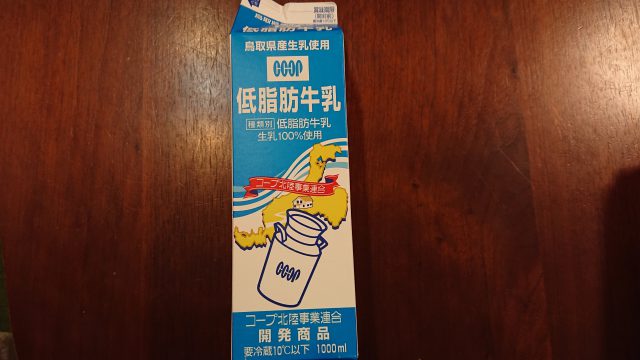 賞味期限
(開封前)
低脂肪牛乳
鳥取県産生乳使用
COOP
低脂肪牛乳
種類別 低脂肪牛乳
生乳100%使用
コープ北陸事業連合
COOP
コープ北陸事業連合
開発商品
要冷蔵10℃以下 1000ml